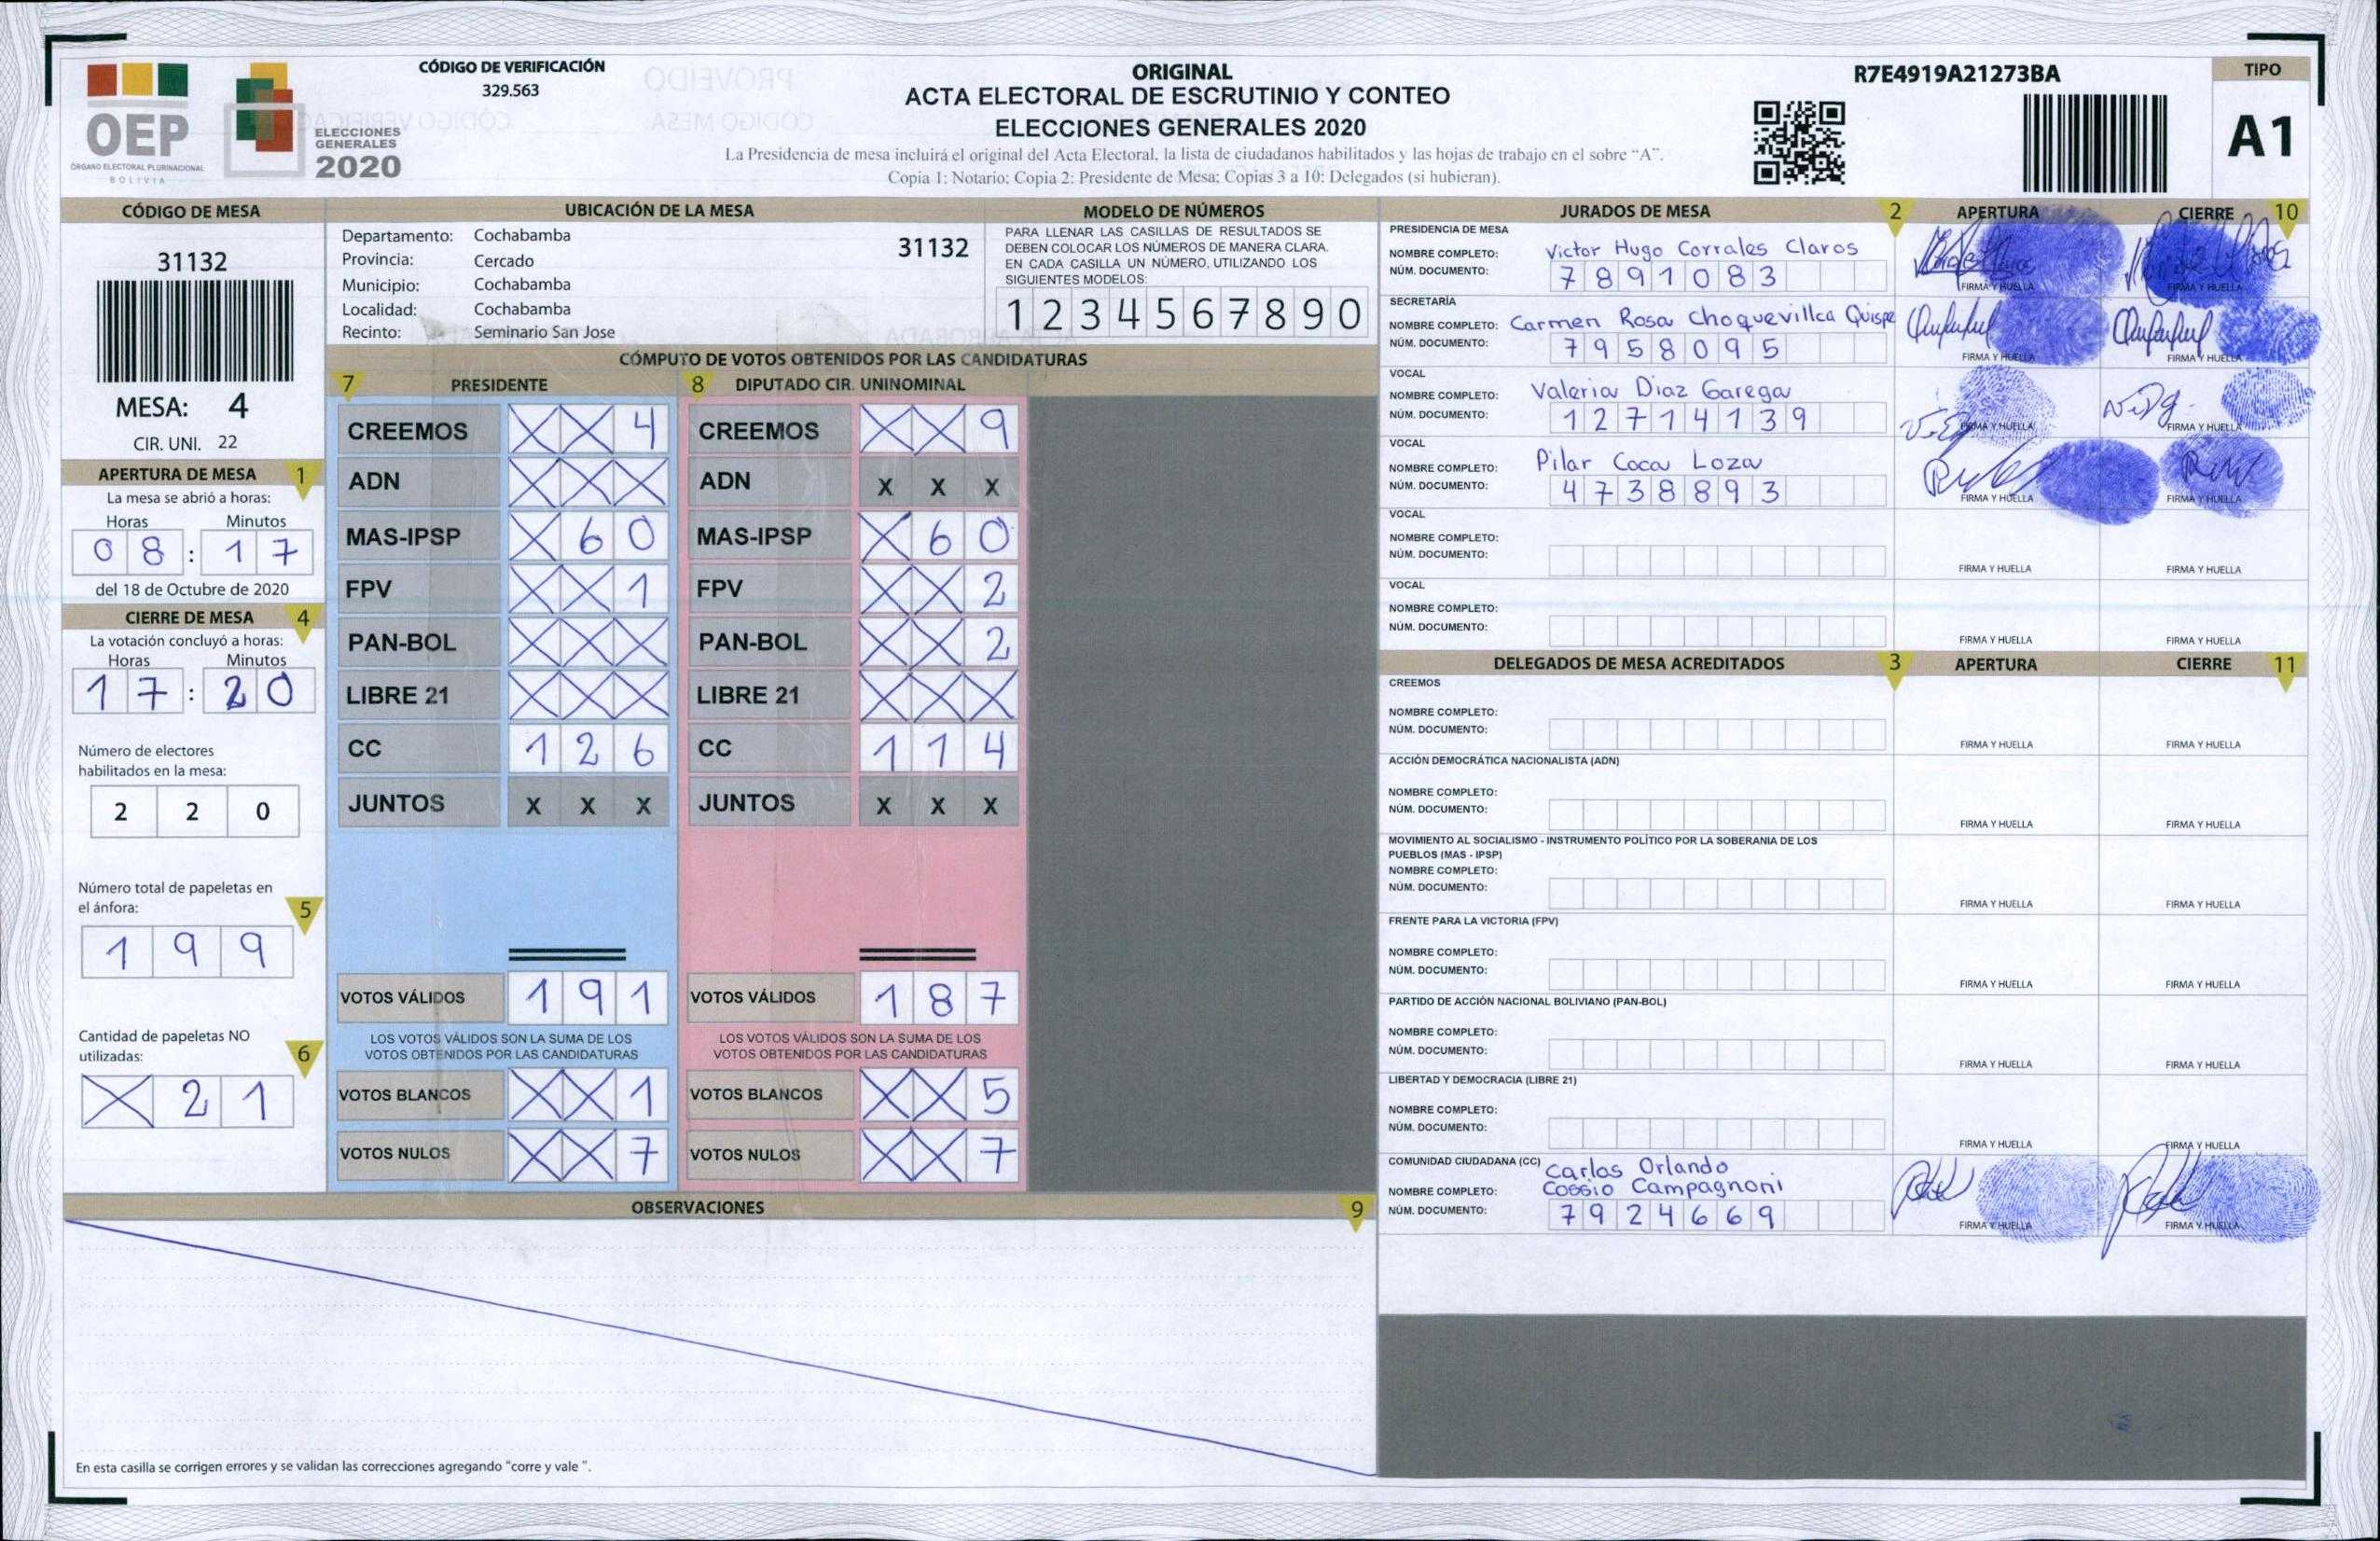 OEP
ÓRGANO ELECTORAL PLURINACIONAL
BOLIVIA
ELECCIONES
GENERALES
2020
CÓDIGO DE VERIFICACIÓN
329.563
ORIGINAL
ACTA ELECTORAL DE ESCRUTINIO Y CONTEO
ELECCIONES GENERALES 2020
La Presidencia de mesa incluirá el original del Acta Electoral, la lista de ciudadanos habilitados y las hojas de trabajo en el sobre "A".
Copia 1: Notario; Copia 2: Presidente de Mesa; Copias 3 a 10: Delegados (si hubieran).
R7E4919A21273BA
TIPO
A1
CÓDIGO DE MESA
31132
MESA: 4
CIR. UNI. 22
APERTURA DE MESA 1
La mesa se abrió a horas:
Horas Minutos
08:17
del 18 de Octubre de 2020
CIERRE DE MESA 4
La votación concluyó a horas:
Horas Minutos
17:20
Número de electores
habilitados en la mesa:
2 2 0
Número total de papeletas en
el ánfora: 5
1 9 9
Cantidad de papeletas NO
utilizadas: 6
X 2 1
UBICACIÓN DE LA MESA
Departamento: Cochabamba 31132
Provincia: Cercado
Municipio: Cochabamba
Localidad: Cochabamba
Recinto: Seminario San Jose
MODELO DE NÚMEROS
PARA LLENAR LAS CASILLAS DE RESULTADOS SE
DEBEN COLOCAR LOS NÚMEROS DE MANERA CLARA.
EN CADA CASILLA UN NÚMERO, UTILIZANDO LOS
SIGUIENTES MODELOS:
1 2 3 4 5 6 7 8 9 0
CÓMPUTO DE VOTOS OBTENIDOS POR LAS CANDIDATURAS
7 PRESIDENTE 8 DIPUTADO CIR. UNINOMINAL
CREEMOS X X 4 CREEMOS X X 9
ADN X X X ADN X X X
MAS-IPSP X 6 0 MAS-IPSP X 6 0
FPV X X 1 FPV X X 2
PAN-BOL X X X PAN-BOL X X 2
LIBRE 21 X X X LIBRE 21 X X X
CC 1 2 6 CC 1 1 4
JUNTOS X X X JUNTOS X X X
VOTOS VÁLIDOS 1 9 1 VOTOS VÁLIDOS 1 8 7
LOS VOTOS VÁLIDOS SON LA SUMA DE LOS LOS VOTOS VÁLIDOS SON LA SUMA DE LOS
VOTOS OBTENIDOS POR LAS CANDIDATURAS VOTOS OBTENIDOS POR LAS CANDIDATURAS
VOTOS BLANCOS X X 1 VOTOS BLANCOS X X 5
VOTOS NULOS X X 7 VOTOS NULOS X X 7
OBSERVACIONES 9
En esta casilla se corrigen errores y se validan las correcciones agregando "corre y vale ".
JURADOS DE MESA 2 APERTURA CIERRE 10
PRESIDENCIA DE MESA
NOMBRE COMPLETO: Victor Hugo Corrales Claros
NÚM. DOCUMENTO: 7891083
FIRMA Y HUELLA FIRMA Y HUELLA
SECRETARÍA
NOMBRE COMPLETO: Carmen Rosa Choquevillca Quispe
NÚM. DOCUMENTO: 7958095
FIRMA Y HUELLA FIRMA Y HUELLA
VOCAL
NOMBRE COMPLETO: Valeria Diaz Garega
NÚM. DOCUMENTO: 12714139
FIRMA Y HUELLA FIRMA Y HUELLA
VOCAL
NOMBRE COMPLETO: Pilar Coca Loza
NÚM. DOCUMENTO: 4738893
FIRMA Y HUELLA FIRMA Y HUELLA
VOCAL
NOMBRE COMPLETO:
NÚM. DOCUMENTO:
FIRMA Y HUELLA FIRMA Y HUELLA
VOCAL
NOMBRE COMPLETO:
NÚM. DOCUMENTO:
FIRMA Y HUELLA FIRMA Y HUELLA
DELEGADOS DE MESA ACREDITADOS 3 APERTURA CIERRE 11
CREEMOS
NOMBRE COMPLETO:
NÚM. DOCUMENTO:
FIRMA Y HUELLA FIRMA Y HUELLA
ACCIÓN DEMOCRÁTICA NACIONALISTA (ADN)
NOMBRE COMPLETO:
NÚM. DOCUMENTO:
FIRMA Y HUELLA FIRMA Y HUELLA
MOVIMIENTO AL SOCIALISMO - INSTRUMENTO POLÍTICO POR LA SOBERANIA DE LOS
PUEBLOS (MAS - IPSP)
NOMBRE COMPLETO:
NÚM. DOCUMENTO:
FIRMA Y HUELLA FIRMA Y HUELLA
FRENTE PARA LA VICTORIA (FPV)
NOMBRE COMPLETO:
NÚM. DOCUMENTO:
FIRMA Y HUELLA FIRMA Y HUELLA
PARTIDO DE ACCIÓN NACIONAL BOLIVIANO (PAN-BOL)
NOMBRE COMPLETO:
NÚM. DOCUMENTO:
FIRMA Y HUELLA FIRMA Y HUELLA
LIBERTAD Y DEMOCRACIA (LIBRE 21)
NOMBRE COMPLETO:
NÚM. DOCUMENTO:
FIRMA Y HUELLA FIRMA Y HUELLA
COMUNIDAD CIUDADANA (CC) Carlos Orlando
NOMBRE COMPLETO: Cossio Campagnoni
NÚM. DOCUMENTO: 7924669
FIRMA Y HUELLA FIRMA Y HUELLA